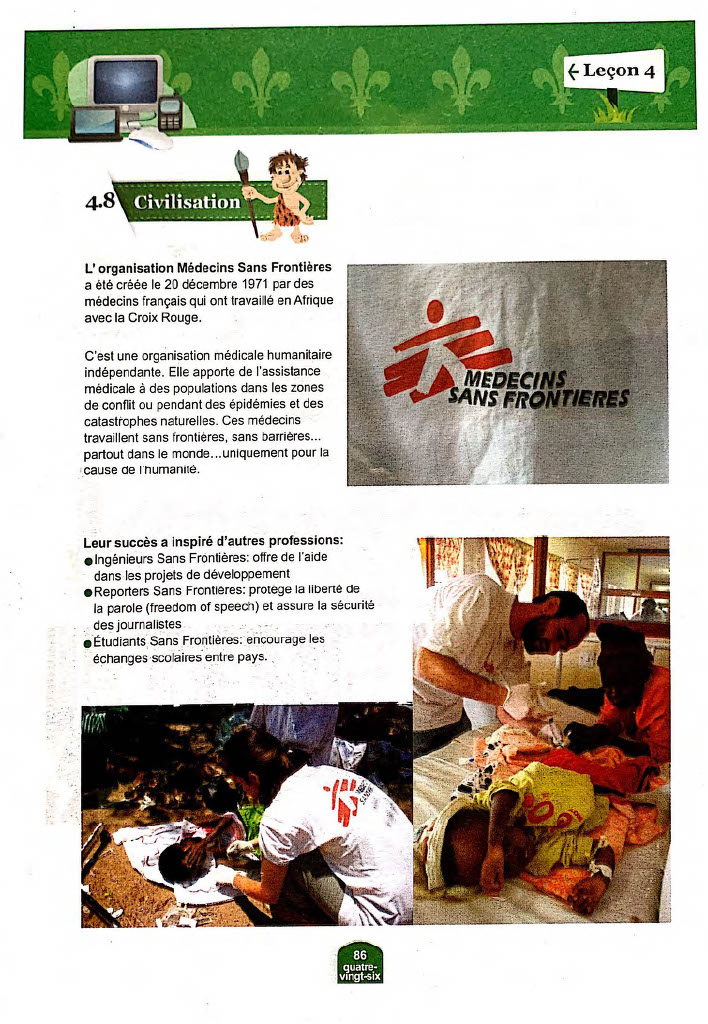 ← Leçon 4
4.8 Civilisation
L' organisation Médecins Sans Frontières
a été créée le 20 décembre 1971 par des
médecins français qui ont travaillé en Afrique
avec la Croix Rouge.
C'est une organisation médicale humanitaire
indépendante. Elle apporte de l'assistance
médicale à des populations dans les zones
de conflit ou pendant des épidémies et des
catastrophes naturelles. Ces médecins
travaillent sans frontières, sans barrières...
partout dans le monde...uniquement pour la
cause de l'humanité.
MEDECINS
SANS FRONTIERES
Leur succès a inspiré d'autres professions:
● Ingénieurs Sans Frontières: offre de l'aide
dans les projets de développement
● Reporters Sans Frontières: protège la liberté de
la parole (freedom of speech) et assure la sécurité
des journalistes
● Étudiants Sans Frontières: encourage les
échanges scolaires entre pays.
86
quatre-
vingt-six